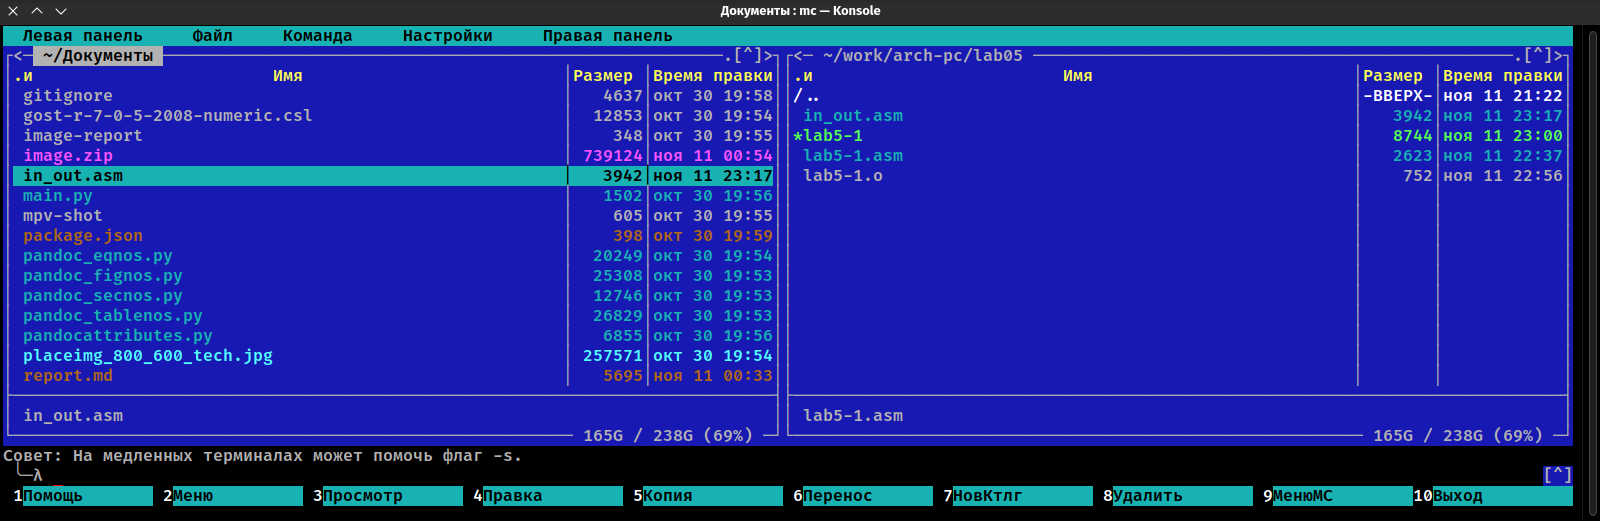 Документы : mc — Konsole
Левая панель Файл Команда Настройки Правая панель
<─ ~/Документы .[^]> <─ ~/work/arch-pc/lab05 .[^]>
.и Имя Размер Время правки .и Имя Размер Время правки
gitignore 4637 окт 30 19:58 /.. -ВВЕРХ- ноя 11 21:22
gost-r-7-0-5-2008-numeric.csl 12853 окт 30 19:54 in_out.asm 3942 ноя 11 23:17
image-report 348 окт 30 19:55 *lab5-1 8744 ноя 11 23:00
image.zip 739124 ноя 11 00:54 lab5-1.asm 2623 ноя 11 22:37
in_out.asm 3942 ноя 11 23:17 lab5-1.o 752 ноя 11 22:56
main.py 1502 окт 30 19:56
mpv-shot 605 окт 30 19:55
package.json 398 окт 30 19:59
pandoc_eqnos.py 20249 окт 30 19:54
pandoc_fignos.py 25308 окт 30 19:53
pandoc_secnos.py 12746 окт 30 19:53
pandoc_tablenos.py 26829 окт 30 19:53
pandocattributes.py 6855 окт 30 19:56
placeimg_800_600_tech.jpg 257571 окт 30 19:54
report.md 5695 ноя 11 00:33
in_out.asm lab5-1.asm
165G / 238G (69%) 165G / 238G (69%)
Совет: На медленных терминалах может помочь флаг -s.
╰─λ _ [^]
1Помощь 2Меню 3Просмотр 4Правка 5Копия 6Перенос 7НовКтлг 8Удалить 9МенюMC 10Выход